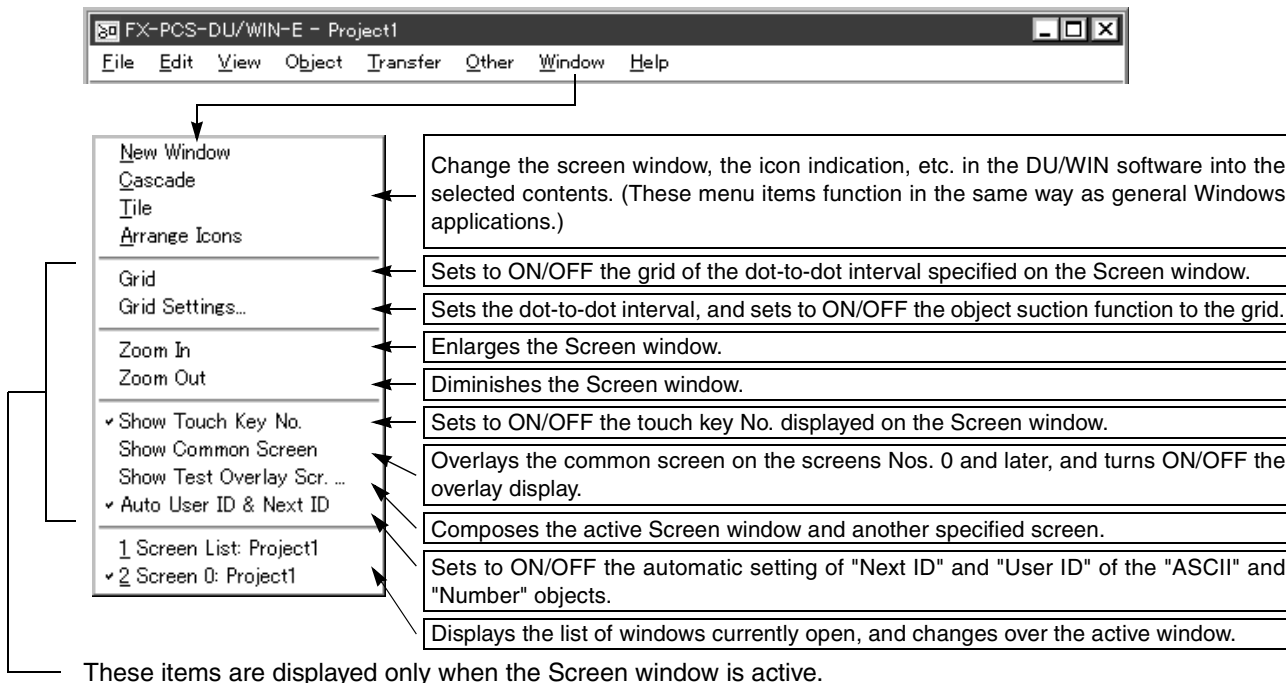 FX-PCS-DU/WIN-E - Project1
File Edit View Object Transfer Other Window Help
New Window
Cascade
Tile
Arrange Icons
Change the screen window, the icon indication, etc. in the DU/WIN software into the
selected contents. (These menu items function in the same way as general Windows
applications.)
Grid
Sets to ON/OFF the grid of the dot-to-dot interval specified on the Screen window.
Grid Settings...
Sets the dot-to-dot interval, and sets to ON/OFF the object suction function to the grid.
Zoom In
Enlarges the Screen window.
Zoom Out
Diminishes the Screen window.
Show Touch Key No.
Sets to ON/OFF the touch key No. displayed on the Screen window.
Show Common Screen
Overlays the common screen on the screens Nos. 0 and later, and turns ON/OFF the
overlay display.
Show Test Overlay Scr. ...
Composes the active Screen window and another specified screen.
Auto User ID & Next ID
Sets to ON/OFF the automatic setting of "Next ID" and "User ID" of the "ASCII" and
"Number" objects.
1 Screen List: Project1
2 Screen 0: Project1
Displays the list of windows currently open, and changes over the active window.
These items are displayed only when the Screen window is active.